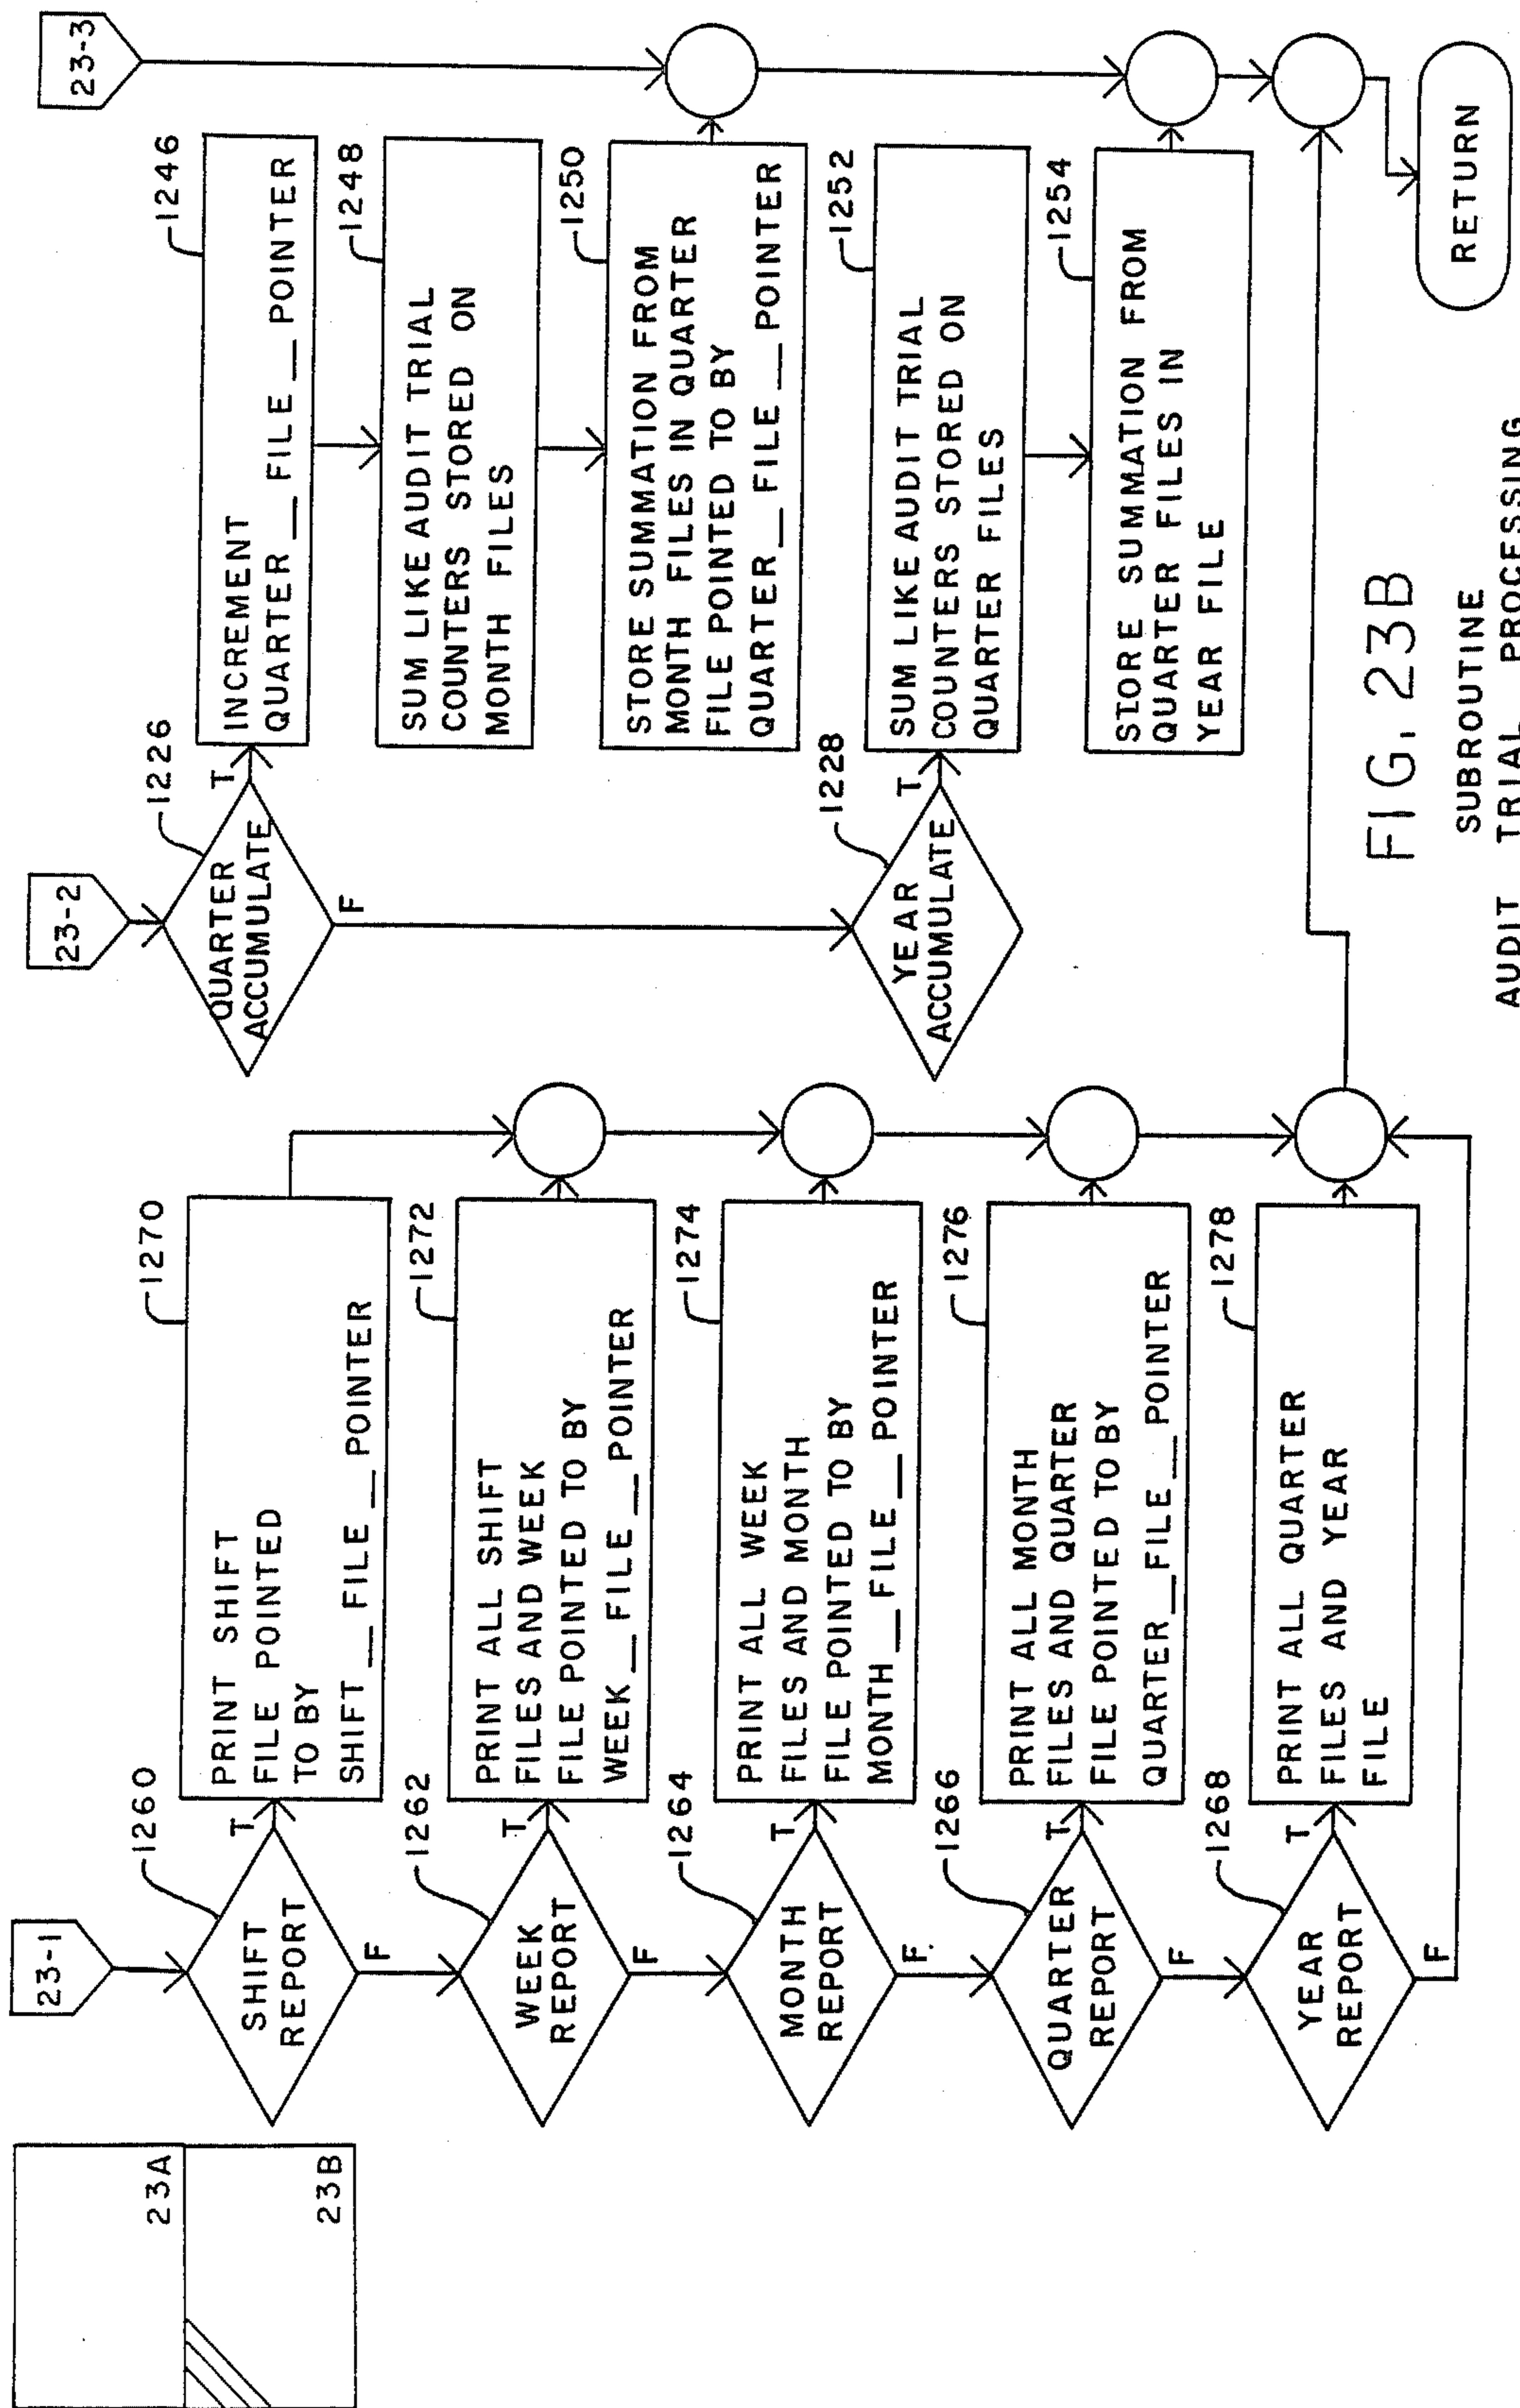 23A
23B
23-1
1260
SHIFT
REPORT
T
F
1270
PRINT SHIFT
FILE POINTED
TO BY
SHIFT__FILE__POINTER
1262
WEEK
REPORT
T
F
1272
PRINT ALL SHIFT
FILES AND WEEK
FILE POINTED TO BY
WEEK__FILE__POINTER
1264
MONTH
REPORT
T
F
1274
PRINT ALL WEEK
FILES AND MONTH
FILE POINTED TO BY
MONTH__FILE__POINTER
1266
QUARTER
REPORT
T
F
1276
PRINT ALL MONTH
FILES AND QUARTER
FILE POINTED TO BY
QUARTER__FILE__POINTER
1268
YEAR
REPORT
T
F
1278
PRINT ALL QUARTER
FILES AND YEAR
FILE
23-2
1226
QUARTER
ACCUMULATE
T
F
1246
INCREMENT
QUARTER__FILE__POINTER
1248
SUM LIKE AUDIT TRIAL
COUNTERS STORED ON
MONTH FILES
1250
STORE SUMMATION FROM
MONTH FILES IN QUARTER
FILE POINTED TO BY
QUARTER__FILE__POINTER
1228
YEAR
ACCUMULATE
T
1252
SUM LIKE AUDIT TRIAL
COUNTERS STORED ON
QUARTER FILES
1254
STORE SUMMATION FROM
QUARTER FILES IN
YEAR FILE
23-3
RETURN
FIG. 23B
SUBROUTINE
AUDIT TRIAL PROCESSING